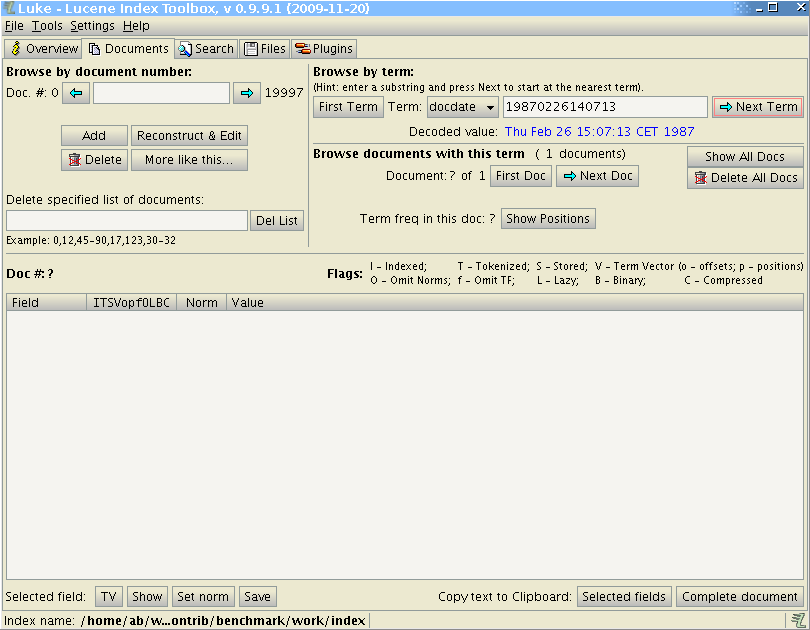 Luke - Lucene Index Toolbox, v 0.9.9.1 (2009-11-20)
File Tools Settings Help
Overview Documents Search Files Plugins
Browse by document number:
Doc. #: 0 19997
Add Reconstruct & Edit
Delete More like this...
Delete specified list of documents:
Del List
Example: 0,12,45-90,17,123,30-32
Browse by term:
(Hint: enter a substring and press Next to start at the nearest term).
First Term Term: docdate 19870226140713 Next Term
Decoded value: Thu Feb 26 15:07:13 CET 1987
Browse documents with this term ( 1 documents) Show All Docs
Document: ? of 1 First Doc Next Doc Delete All Docs
Term freq in this doc: ? Show Positions
Doc #: ? Flags: I - Indexed; T - Tokenized; S - Stored; V - Term Vector (o - offsets; p - positions)
O - Omit Norms; f - Omit TF; L - Lazy; B - Binary; C - Compressed
Field ITSVopfOLBC Norm Value
Selected field: TV Show Set norm Save Copy text to Clipboard: Selected fields Complete document
Index name: /home/ab/w...ontrib/benchmark/work/index